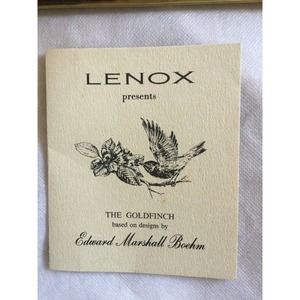 LENOX
presents
THE GOLDFINCH
based on designs by
Edward Marshall Boehm